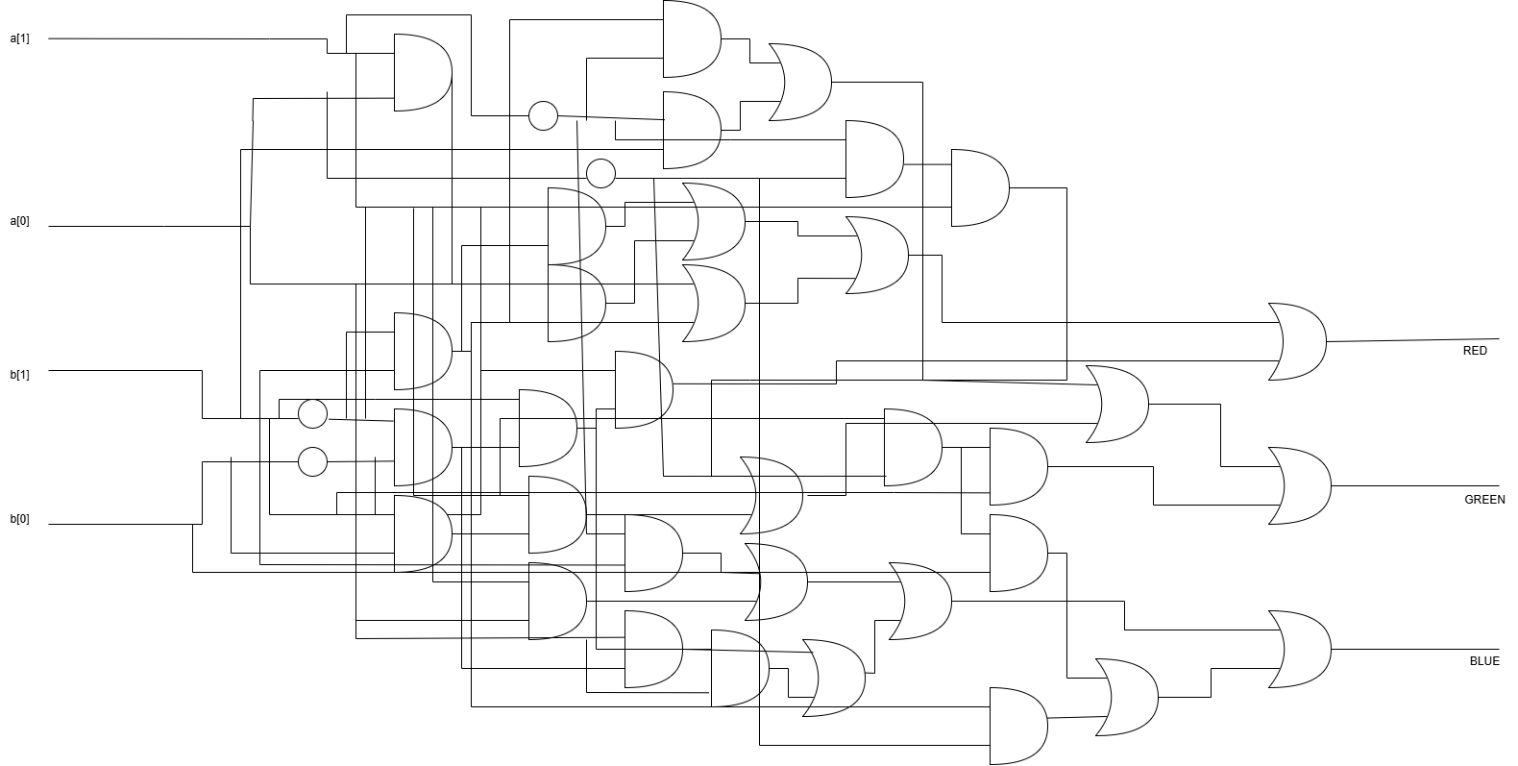 a[1]
a[0]
b[1]
b[0]
RED
GREEN
BLUE